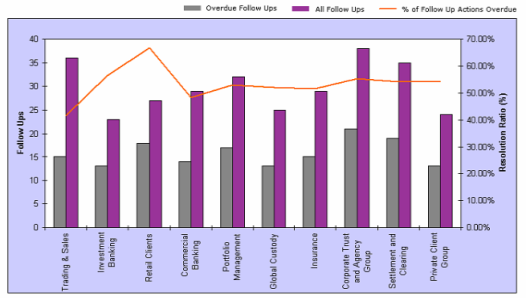 Overdue Follow Ups
All Follow Ups
% of Follow Up Actions Overdue
40
35
30
25
20
15
10
5
0
Follow Ups
70.00%
60.00%
50.00%
40.00%
30.00%
20.00%
10.00%
0.00%
Resolution Ratio (%)
Trading & Sales
Investment
Banking
Retail Clients
Commercial
Banking
Portfolio
Management
Global Custody
Insurance
Corporate Trust
and Agency
Group
Settlement and
Clearing
Private Client
Group